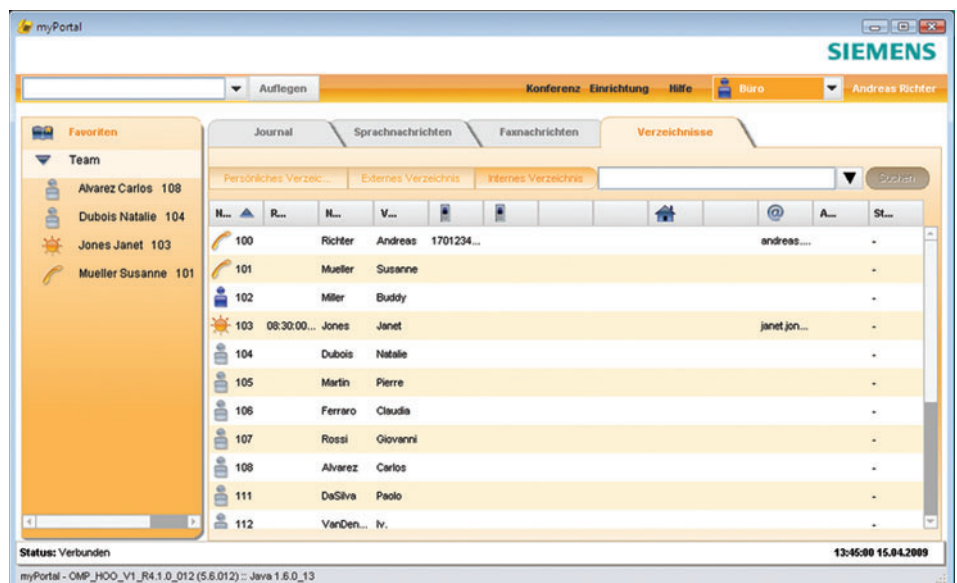 myPortal
SIEMENS
Auflegen Konferenz Einrichtung Hilfe Büro Andreas Richter
Favoriten
Team
Alvarez Carlos 108
Dubois Natalie 104
Jones Janet 103
Mueller Susanne 101
Journal Sprachnachrichten Faxnachrichten Verzeichnisse
Persönliches Verzeic... Externes Verzeichnis Internes Verzeichnis Suchen
N... R... N... V... @ A... St...
100 Richter Andreas 1701234... andreas.... -
101 Mueller Susanne -
102 Miller Buddy -
103 08:30:00... Jones Janet janet.jon... -
104 Dubois Natalie -
105 Martin Pierre -
106 Ferraro Claudia -
107 Rossi Giovanni -
108 Alvarez Carlos -
111 DaSilva Paolo -
112 VanDen... Iv. -
Status: Verbunden 13:45:00 15.04.2009
myPortal - OMP_HOO_V1_R4.1.0_012 (5.6.012) :: Java 1.6.0_13